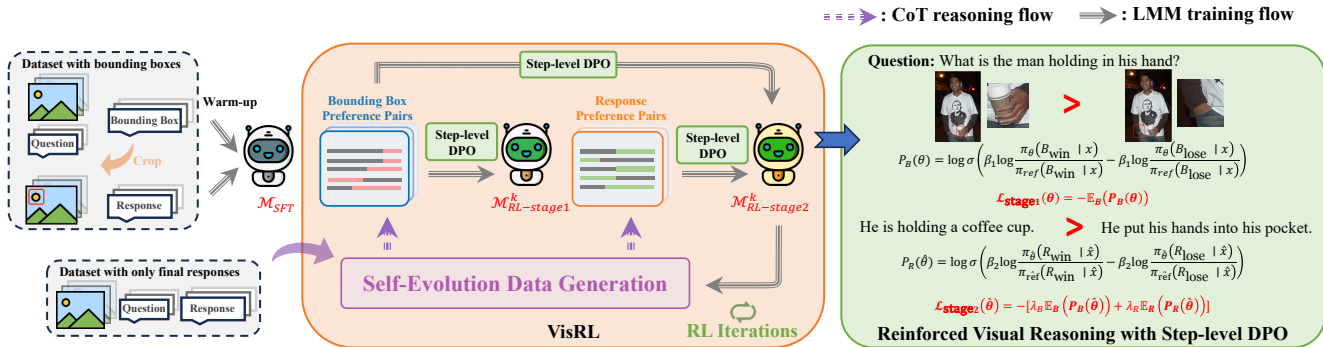 : CoT reasoning flow
: LMM training flow
Dataset with bounding boxes
Question
Bounding Box
Crop
Response
Warm-up
M_SFT
Dataset with only final responses
Question
Response
Step-level DPO
Bounding Box
Preference Pairs
Step-level
DPO
M^k_{RL-stage1}
Response
Preference Pairs
Step-level
DPO
M^k_{RL-stage2}
Self-Evolution Data Generation
VisRL
RL Iterations
Question: What is the man holding in his hand?
>
P_B(θ) = log σ(β_1 log π_θ(B_win | x) / π_ref(B_win | x) − β_1 log π_θ(B_lose | x) / π_ref(B_lose | x))
ℒ_stage1(θ) = −𝔼_B(P_B(θ))
He is holding a coffee cup. > He put his hands into his pocket.
P_R(θ̂) = log σ(β_2 log π_θ̂(R_win | x̂) / π_ref̂(R_win | x̂) − β_2 log π_θ̂(R_lose | x̂) / π_ref̂(R_lose | x̂))
ℒ_stage2(θ̂) = −[λ_B 𝔼_B(P_B(θ̂)) + λ_R 𝔼_R(P_R(θ̂))]
Reinforced Visual Reasoning with Step-level DPO